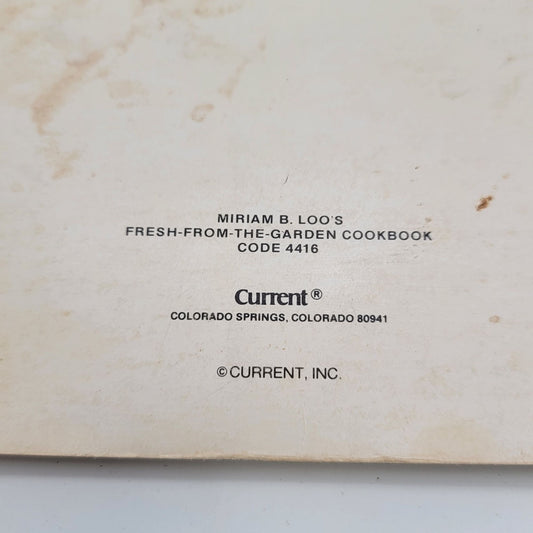 MIRIAM B. LOO'S
FRESH-FROM-THE-GARDEN COOKBOOK
CODE 4416
Current®
COLORADO SPRINGS, COLORADO 80941
©CURRENT, INC.